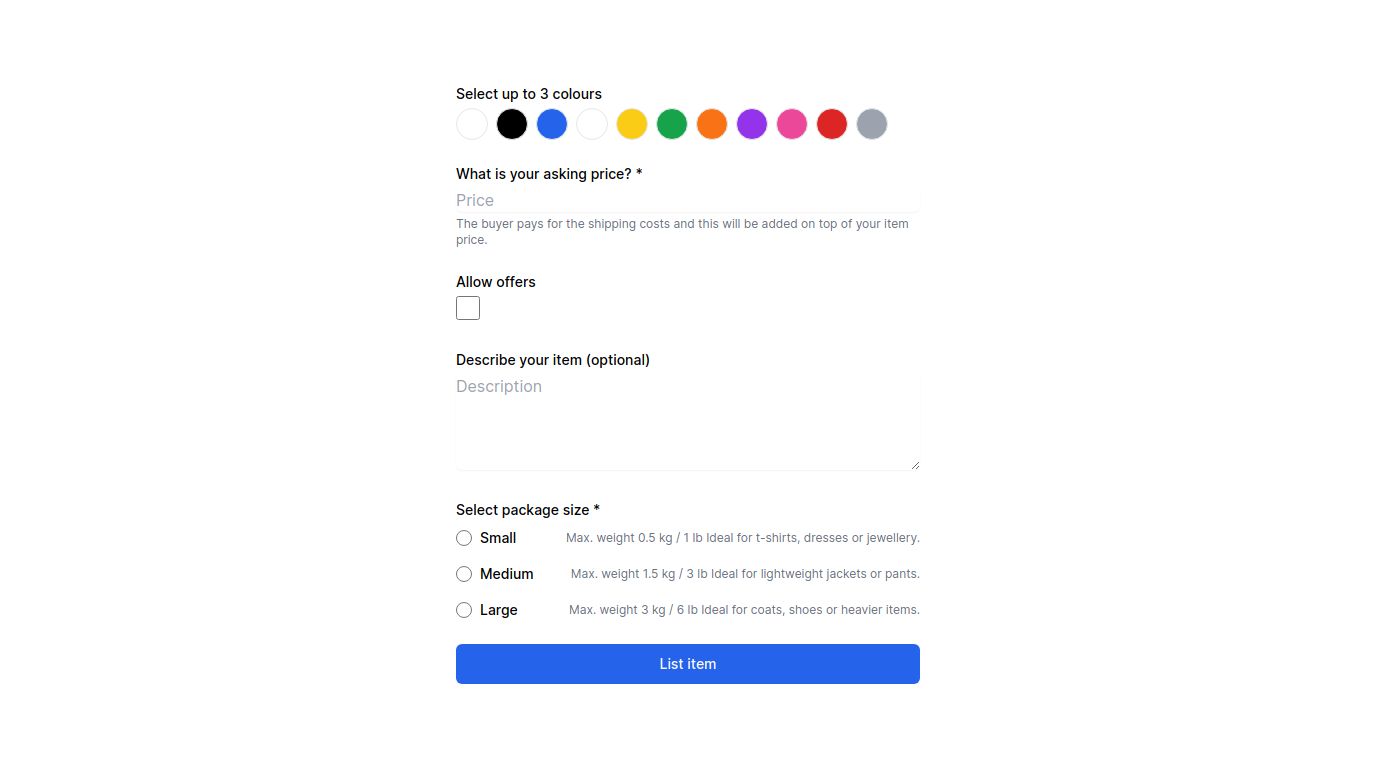 Select up to 3 colours
What is your asking price? *
Price
The buyer pays for the shipping costs and this will be added on top of your item
price.
Allow offers
Describe your item (optional)
Description
Select package size *
Small Max. weight 0.5 kg / 1 lb Ideal for t-shirts, dresses or jewellery.
Medium Max. weight 1.5 kg / 3 lb Ideal for lightweight jackets or pants.
Large Max. weight 3 kg / 6 lb Ideal for coats, shoes or heavier items.
List item